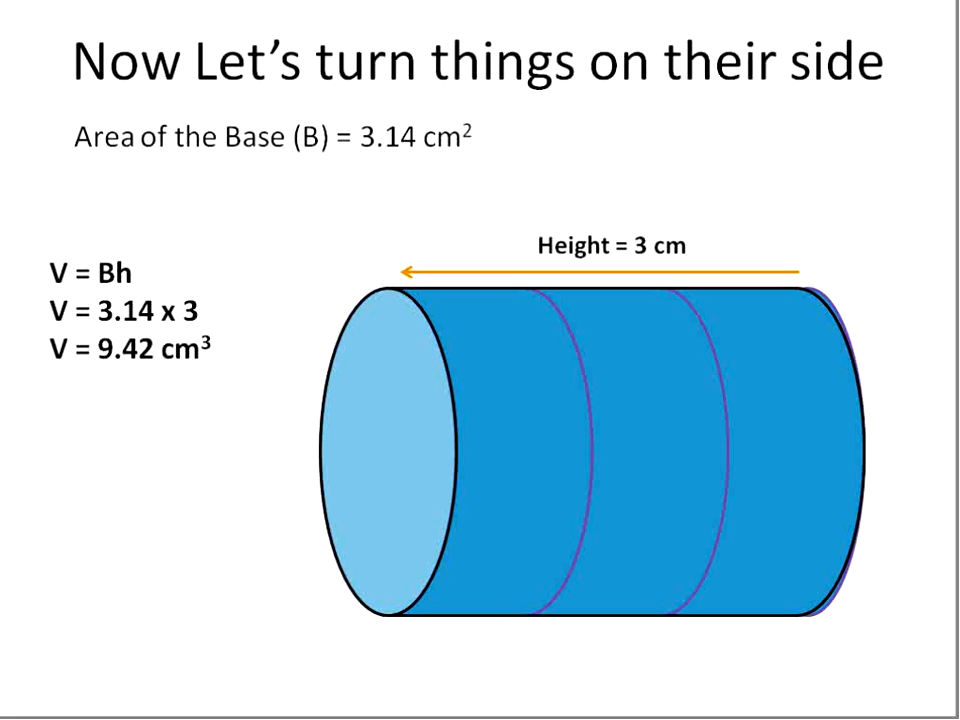 Now Let’s turn things on their side
Area of the Base (B) = 3.14 cm²
Height = 3 cm
V = Bh
V = 3.14 x 3
V = 9.42 cm³